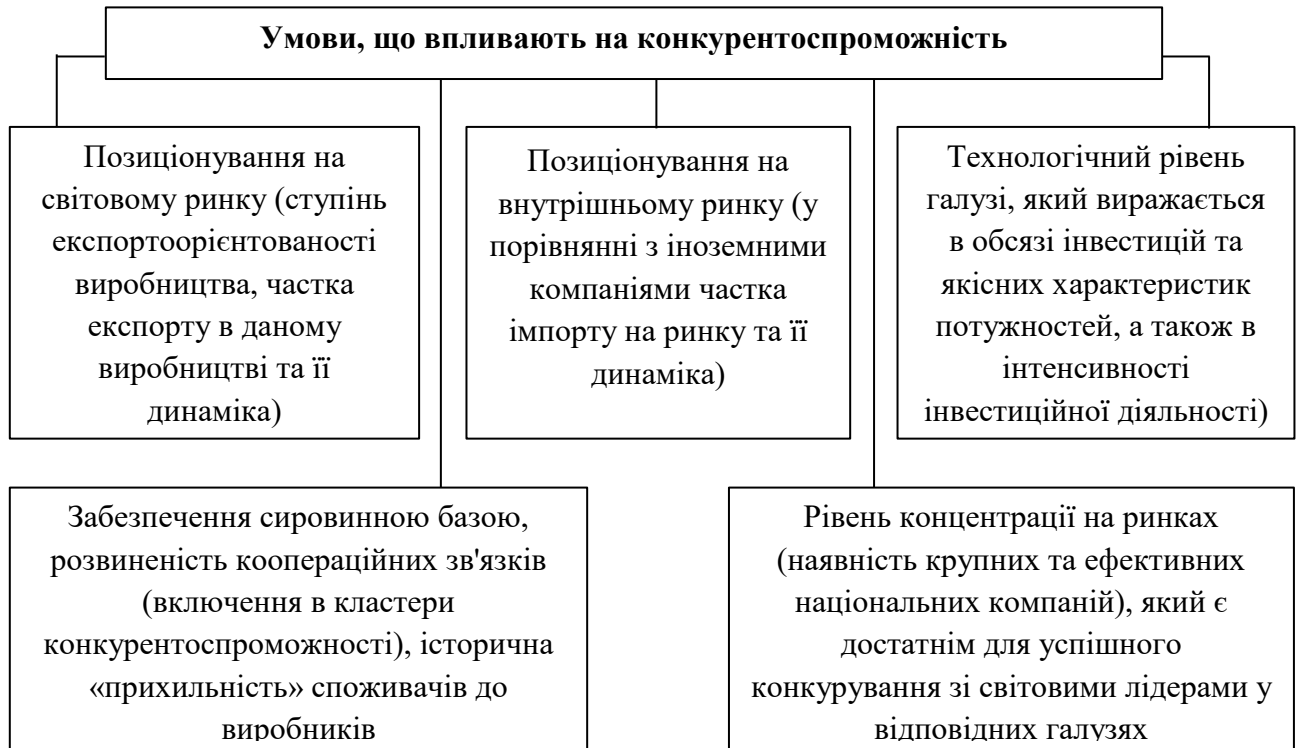 Умови, що впливають на конкурентоспроможність
Позиціонування на
світовому ринку (ступінь
експортоорієнтованості
виробництва, частка
експорту в даному
виробництві та її
динаміка)
Позиціонування на
внутрішньому ринку (у
порівнянні з іноземними
компаніями частка
імпорту на ринку та її
динаміка)
Технологічний рівень
галузі, який виражається
в обсязі інвестицій та
якісних характеристик
потужностей, а також в
інтенсивності
інвестиційної діяльності)
Забезпечення сировинною базою,
розвиненість коопераційних зв'язків
(включення в кластери
конкурентоспроможності), історична
«прихильність» споживачів до
виробників
Рівень концентрації на ринках
(наявність крупних та ефективних
національних компаній), який є
достатнім для успішного
конкурування зі світовими лідерами у
відповідних галузях